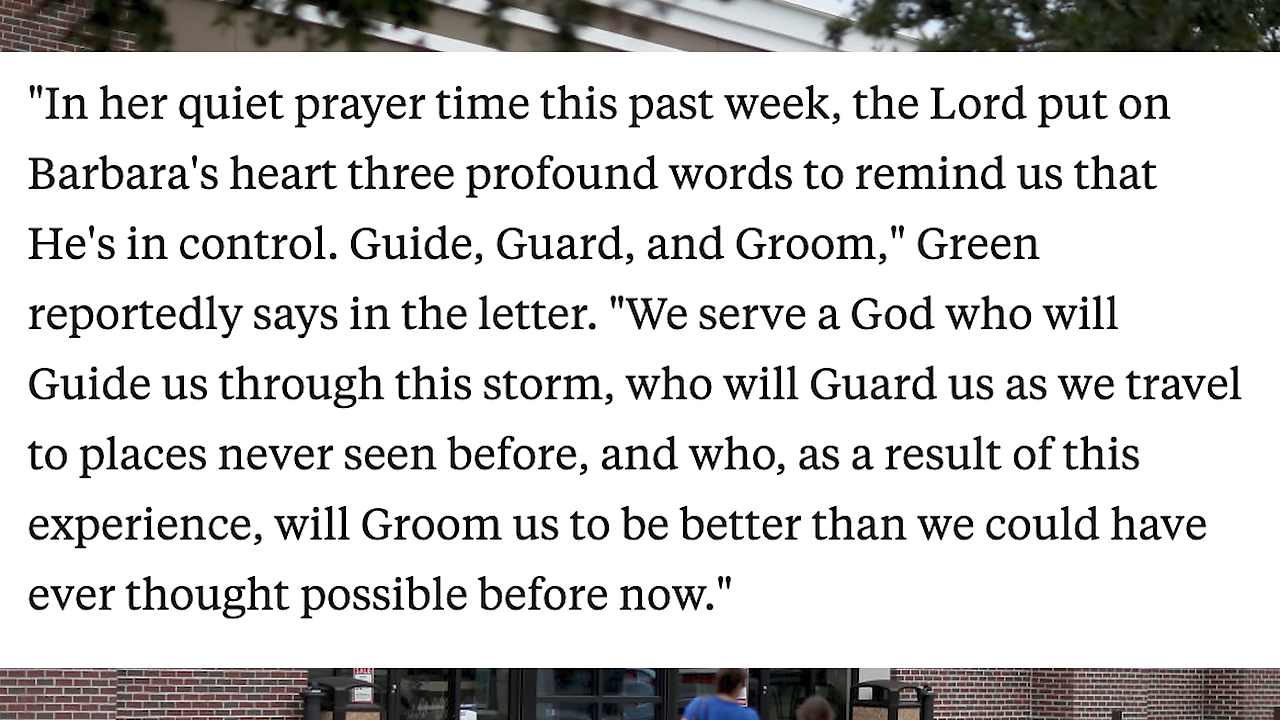 "In her quiet prayer time this past week, the Lord put on
Barbara's heart three profound words to remind us that
He's in control. Guide, Guard, and Groom," Green
reportedly says in the letter. "We serve a God who will
Guide us through this storm, who will Guard us as we travel
to places never seen before, and who, as a result of this
experience, will Groom us to be better than we could have
ever thought possible before now."